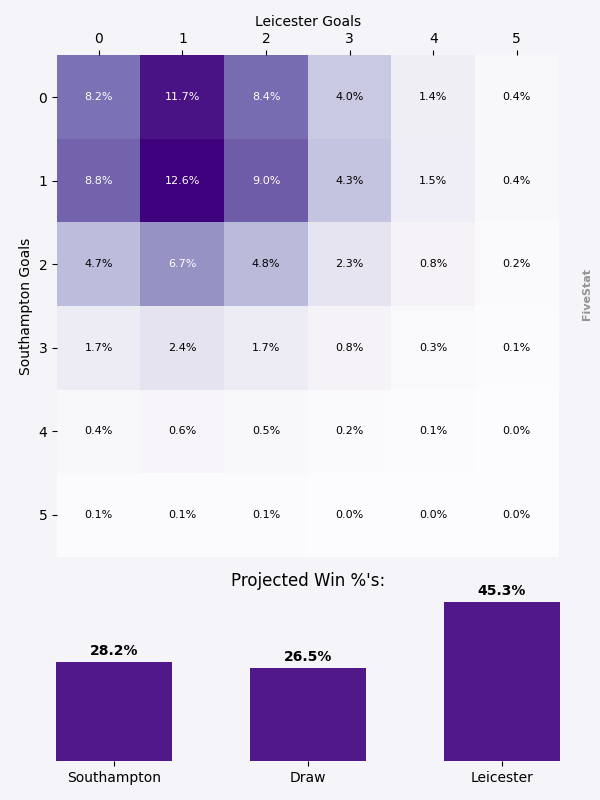 Leicester Goals
0 1 2 3 4 5
0 8.2% 11.7% 8.4% 4.0% 1.4% 0.4%
1 8.8% 12.6% 9.0% 4.3% 1.5% 0.4%
2 4.7% 6.7% 4.8% 2.3% 0.8% 0.2%
3 1.7% 2.4% 1.7% 0.8% 0.3% 0.1%
4 0.4% 0.6% 0.5% 0.2% 0.1% 0.0%
5 0.1% 0.1% 0.1% 0.0% 0.0% 0.0%
Southampton Goals
FiveStat
Projected Win %'s:
28.2% 26.5% 45.3%
Southampton Draw Leicester